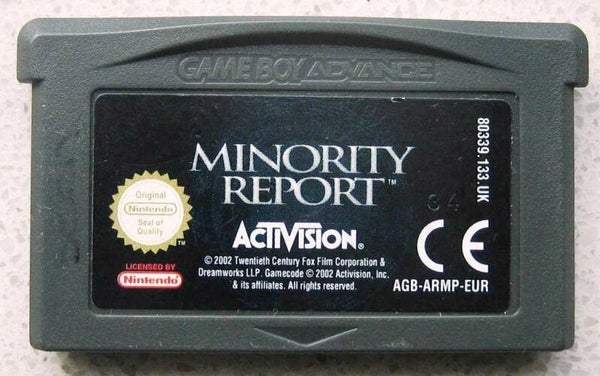 GAME BOY ADVANCE
MINORITY
REPORT™
ACTIVISION®
© 2002 Twentieth Century Fox Film Corporation &
Dreamworks LLP. Gamecode © 2002 Activision, Inc.
& its affiliates. All rights reserved.
Original
Nintendo
Seal of
Quality
TM
LICENSED BY
Nintendo
80339.133.UK
CE
AGB-ARMP-EUR